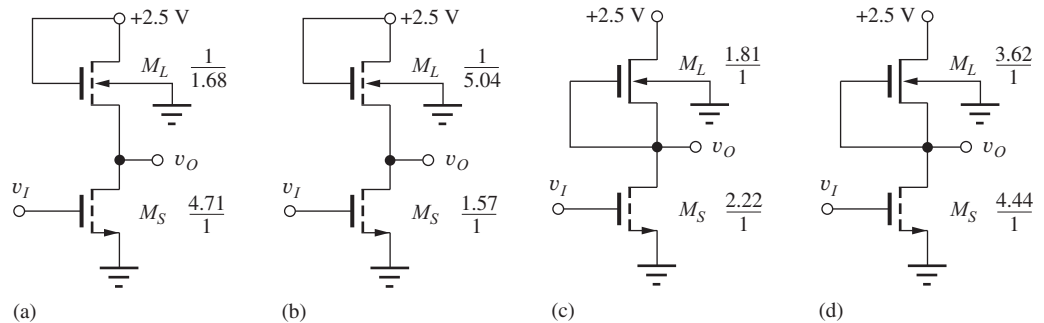 +2.5 V
M_L 1/1.68
v_O
v_I
M_S 4.71/1
(a)
+2.5 V
M_L 1/5.04
v_O
v_I
M_S 1.57/1
(b)
+2.5 V
M_L 1.81/1
v_O
v_I
M_S 2.22/1
(c)
+2.5 V
M_L 3.62/1
v_O
v_I
M_S 4.44/1
(d)